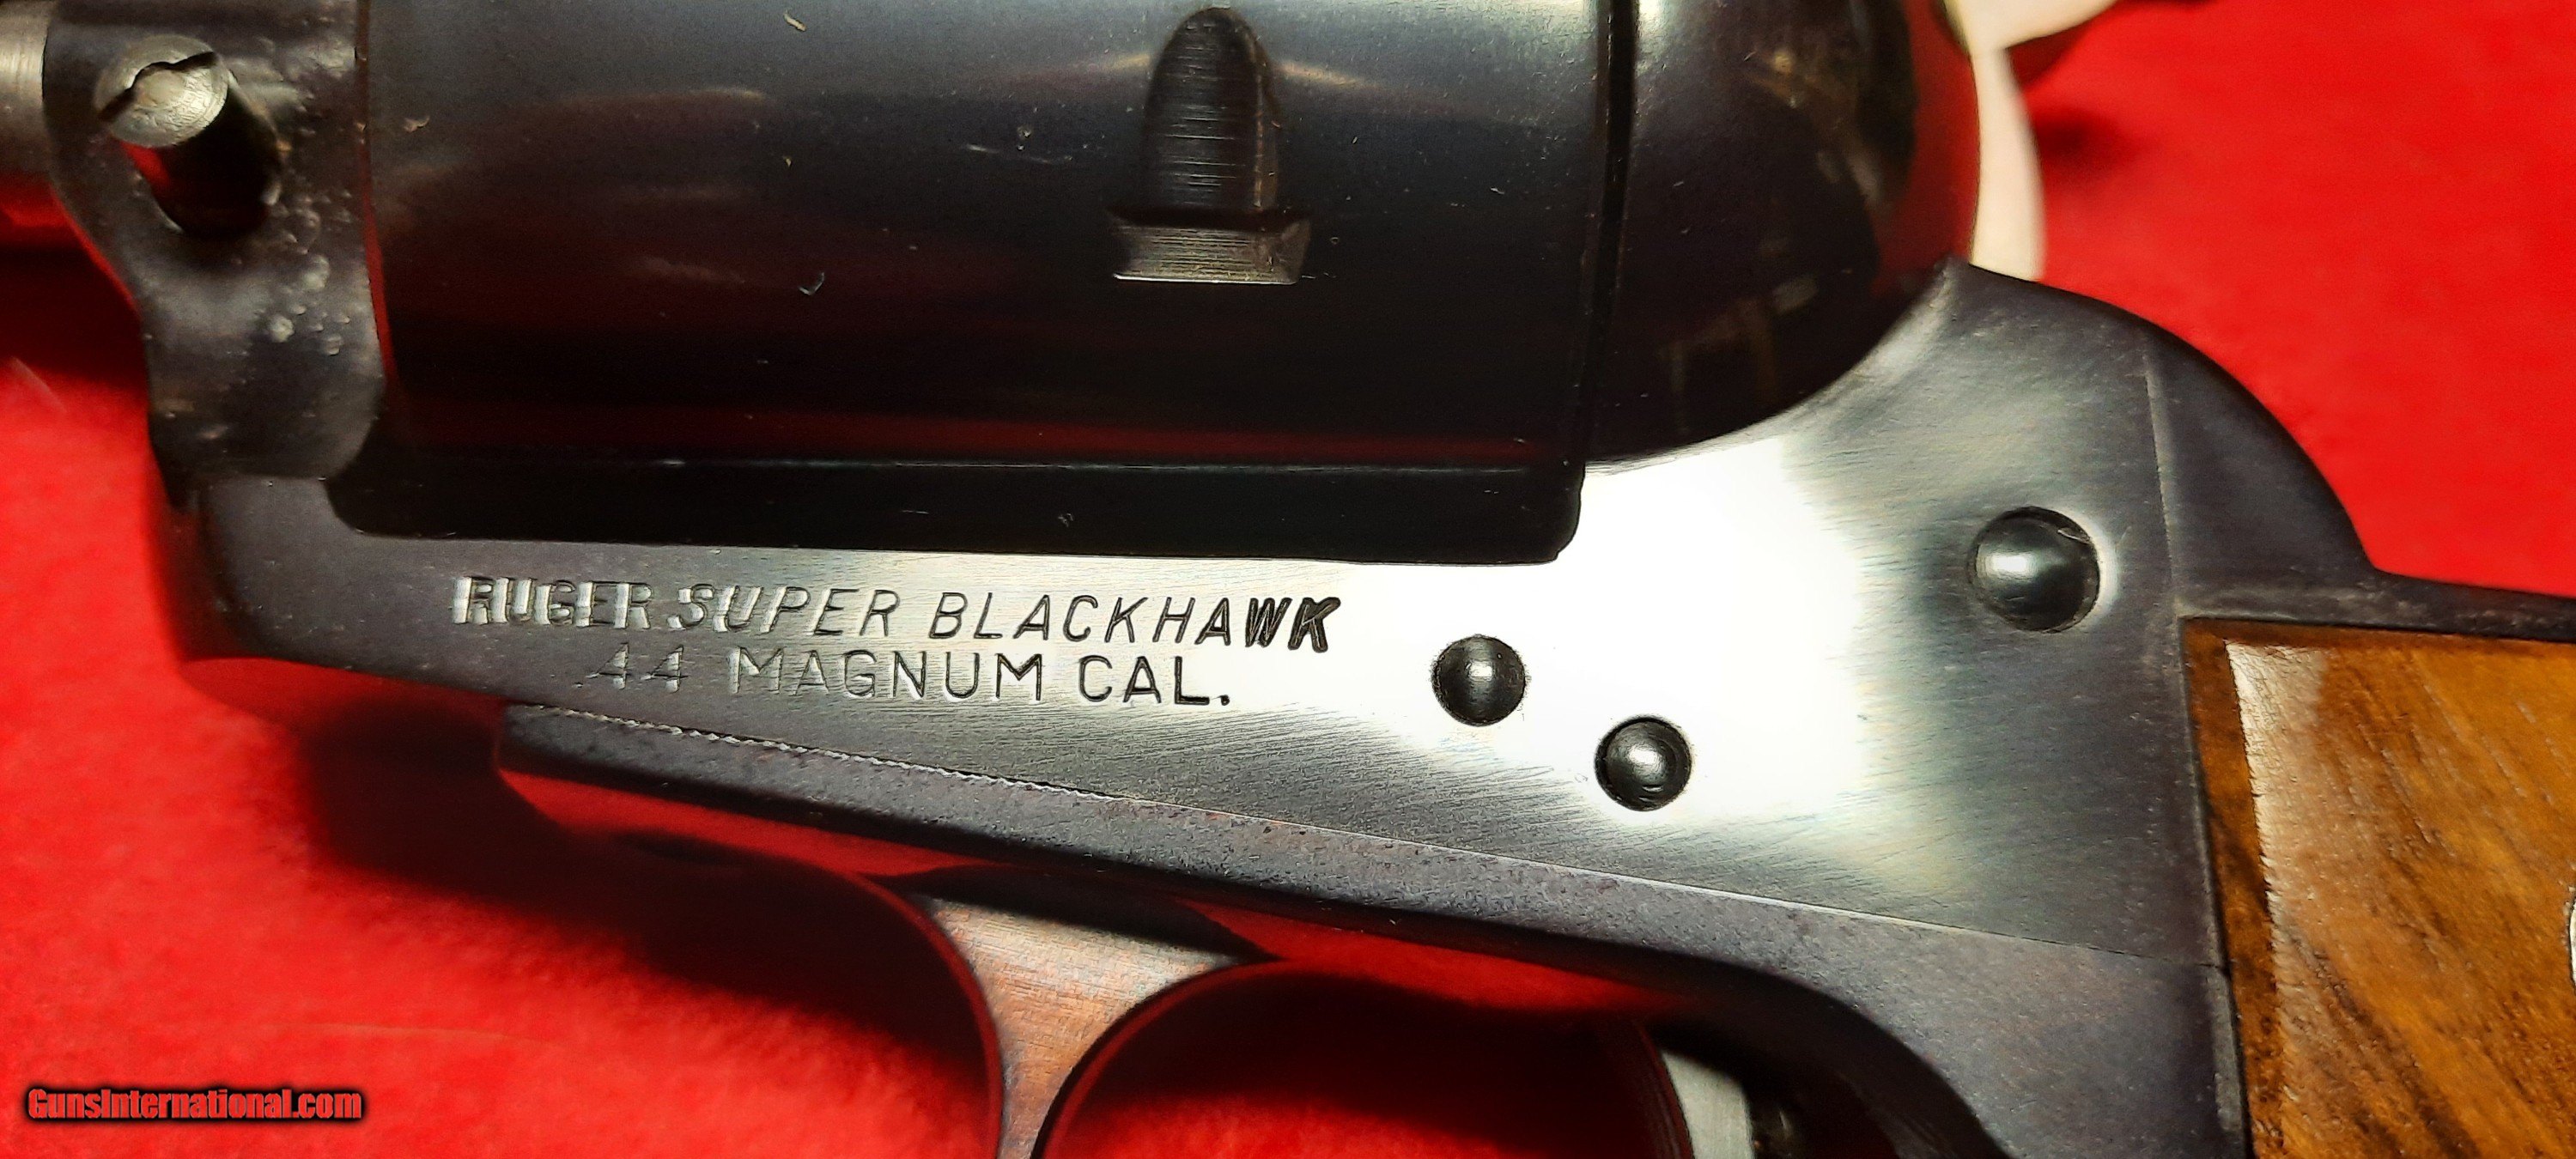 RUGER SUPER BLACKHAWK
.44 MAGNUM CAL.
GunsInternational.com